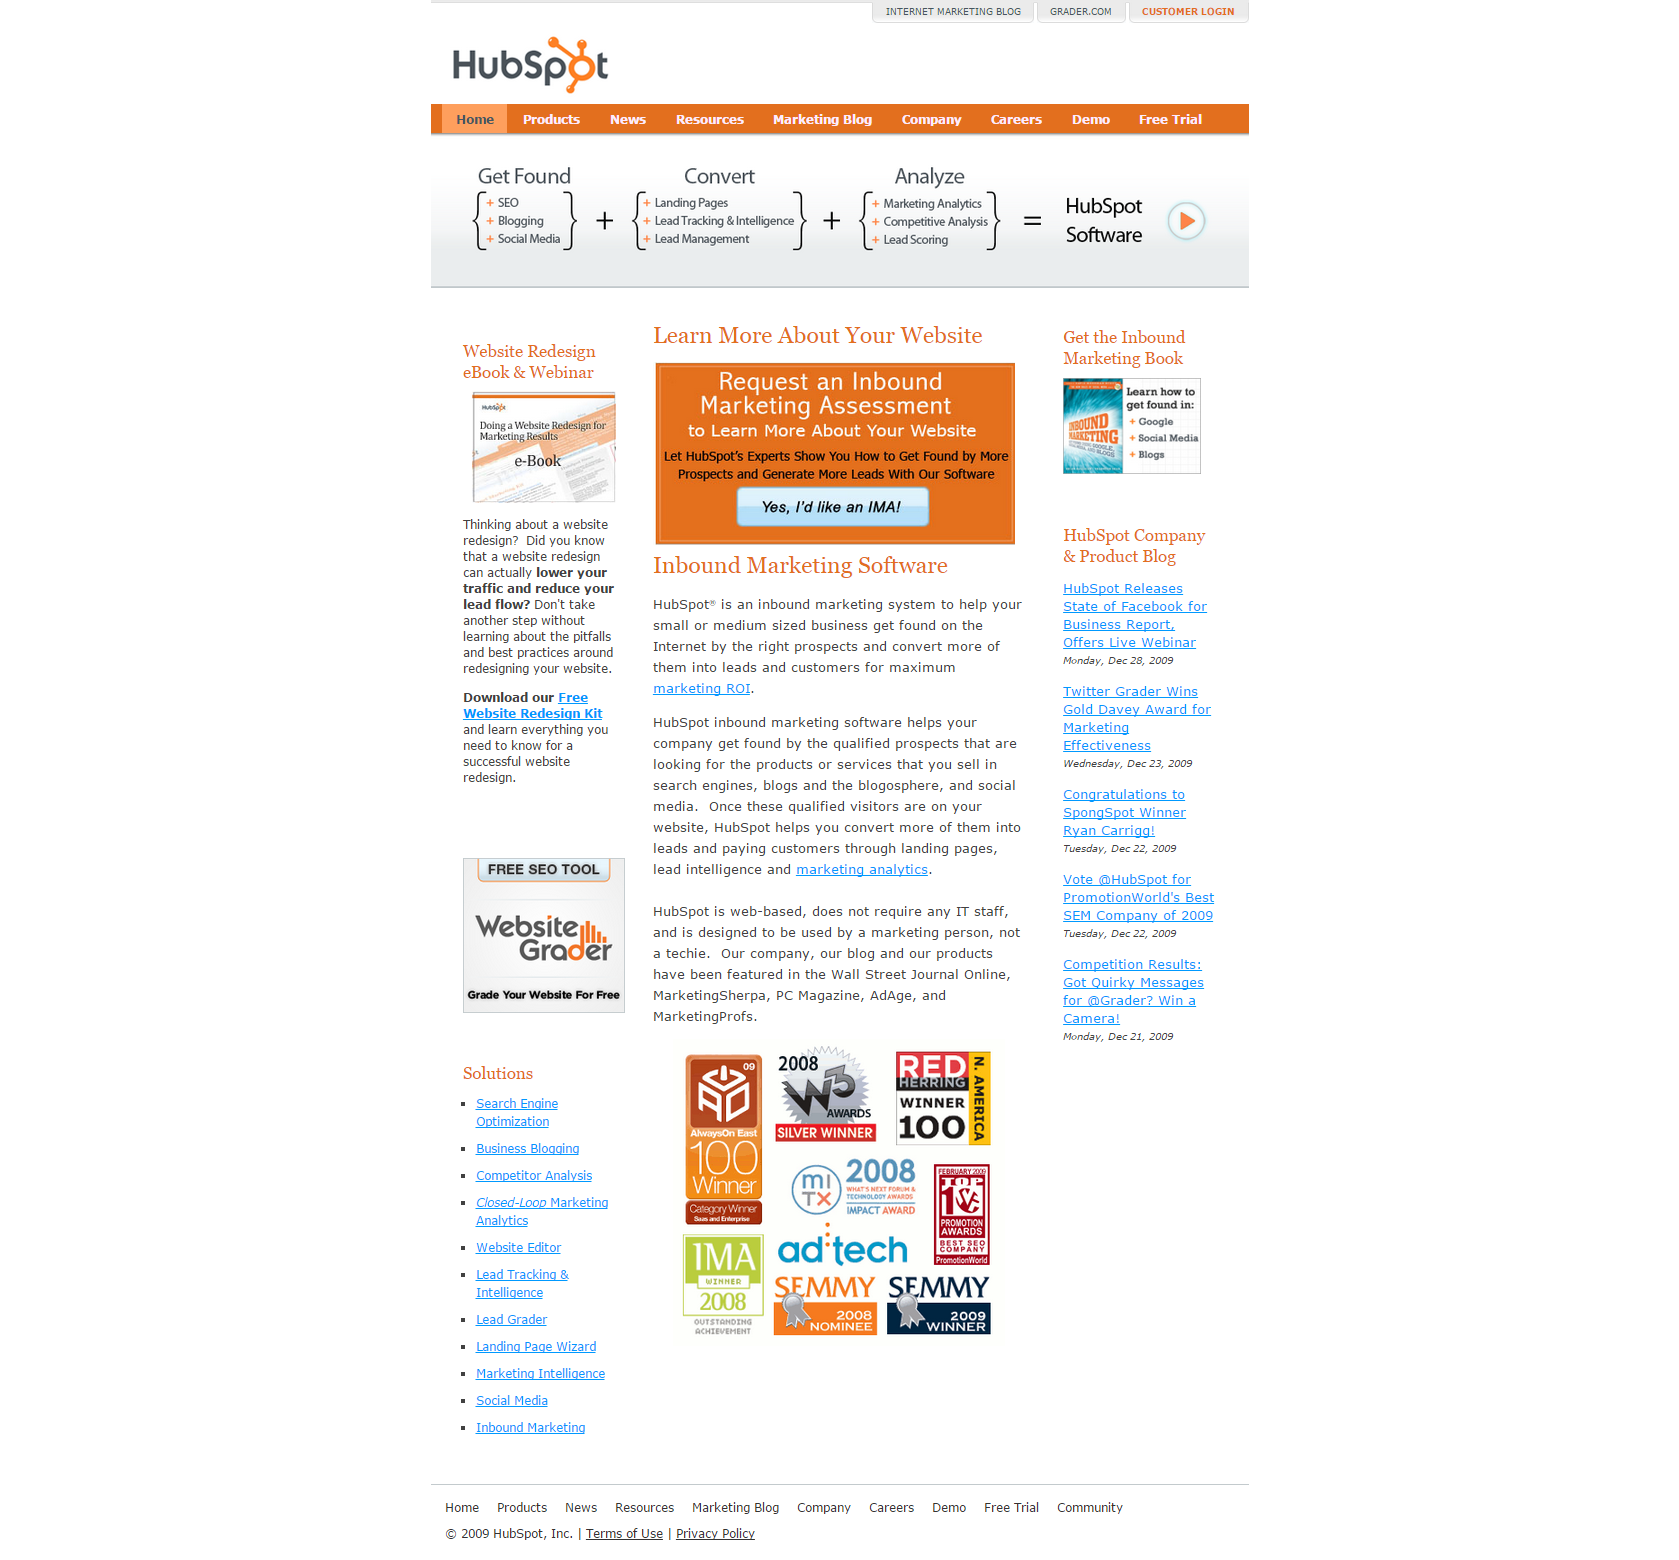 INTERNET MARKETING BLOG
GRADER.COM
CUSTOMER LOGIN
HubSpot
Home
Products
News
Resources
Marketing Blog
Company
Careers
Demo
Free Trial
Get Found
+ SEO
+ Blogging
+ Social Media
+
Convert
+ Landing Pages
+ Lead Tracking & Intelligence
+ Lead Management
+
Analyze
+ Marketing Analytics
+ Competitive Analysis
+ Lead Scoring
=
HubSpot
Software
Website Redesign
eBook & Webinar
HubSpot
Doing a Website Redesign for
Marketing Results
e-Book
Thinking about a website
redesign?  Did you know
that a website redesign
can actually lower your
traffic and reduce your
lead flow? Don't take
another step without
learning about the pitfalls
and best practices around
redesigning your website.
Download our Free
Website Redesign Kit
and learn everything you
need to know for a
successful website
redesign.
FREE SEO TOOL
Website
Grader
Grade Your Website For Free
Solutions
Search Engine
Optimization
Business Blogging
Competitor Analysis
Closed-Loop Marketing
Analytics
Website Editor
Lead Tracking &
Intelligence
Lead Grader
Landing Page Wizard
Marketing Intelligence
Social Media
Inbound Marketing
Learn More About Your Website
Request an Inbound
Marketing Assessment
to Learn More About Your Website
Let HubSpot's Experts Show You How to Get Found by More
Prospects and Generate More Leads With Our Software
Yes, I'd like an IMA!
Inbound Marketing Software
HubSpot® is an inbound marketing system to help your
small or medium sized business get found on the
Internet by the right prospects and convert more of
them into leads and customers for maximum
marketing ROI.
HubSpot inbound marketing software helps your
company get found by the qualified prospects that are
looking for the products or services that you sell in
search engines, blogs and the blogosphere, and social
media.  Once these qualified visitors are on your
website, HubSpot helps you convert more of them into
leads and paying customers through landing pages,
lead intelligence and marketing analytics.
HubSpot is web-based, does not require any IT staff,
and is designed to be used by a marketing person, not
a techie.  Our company, our blog and our products
have been featured in the Wall Street Journal Online,
MarketingSherpa, PC Magazine, AdAge, and
MarketingProfs.
09
AlwaysOn East
100
Winner
Category Winner
SaaS and Enterprise
2008
W3
AWARDS
SILVER WINNER
RED
HERRING
WINNER
100
N. AMERICA
MITX
2008
WHAT'S NEXT FORUM &
TECHNOLOGY AWARDS
IMPACT AWARD
FEBRUARY 2009
TOP
10
PROMOTION
AWARDS
BEST SEO
COMPANY
PromotionWorld
ad:tech
IMA
WINNER
2008
OUTSTANDING
ACHIEVEMENT
SEMMY
2008
NOMINEE
SEMMY
2009
WINNER
Get the Inbound
Marketing Book
INBOUND
MARKETING
Learn how to
get found in:
+ Google
+ Social Media
+ Blogs
HubSpot Company
& Product Blog
HubSpot Releases
State of Facebook for
Business Report,
Offers Live Webinar
Monday, Dec 28, 2009
Twitter Grader Wins
Gold Davey Award for
Marketing
Effectiveness
Wednesday, Dec 23, 2009
Congratulations to
SpongSpot Winner
Ryan Carrigg!
Tuesday, Dec 22, 2009
Vote @HubSpot for
PromotionWorld's Best
SEM Company of 2009
Tuesday, Dec 22, 2009
Competition Results:
Got Quirky Messages
for @Grader? Win a
Camera!
Monday, Dec 21, 2009
Home
Products
News
Resources
Marketing Blog
Company
Careers
Demo
Free Trial
Community
© 2009 HubSpot, Inc. | Terms of Use | Privacy Policy